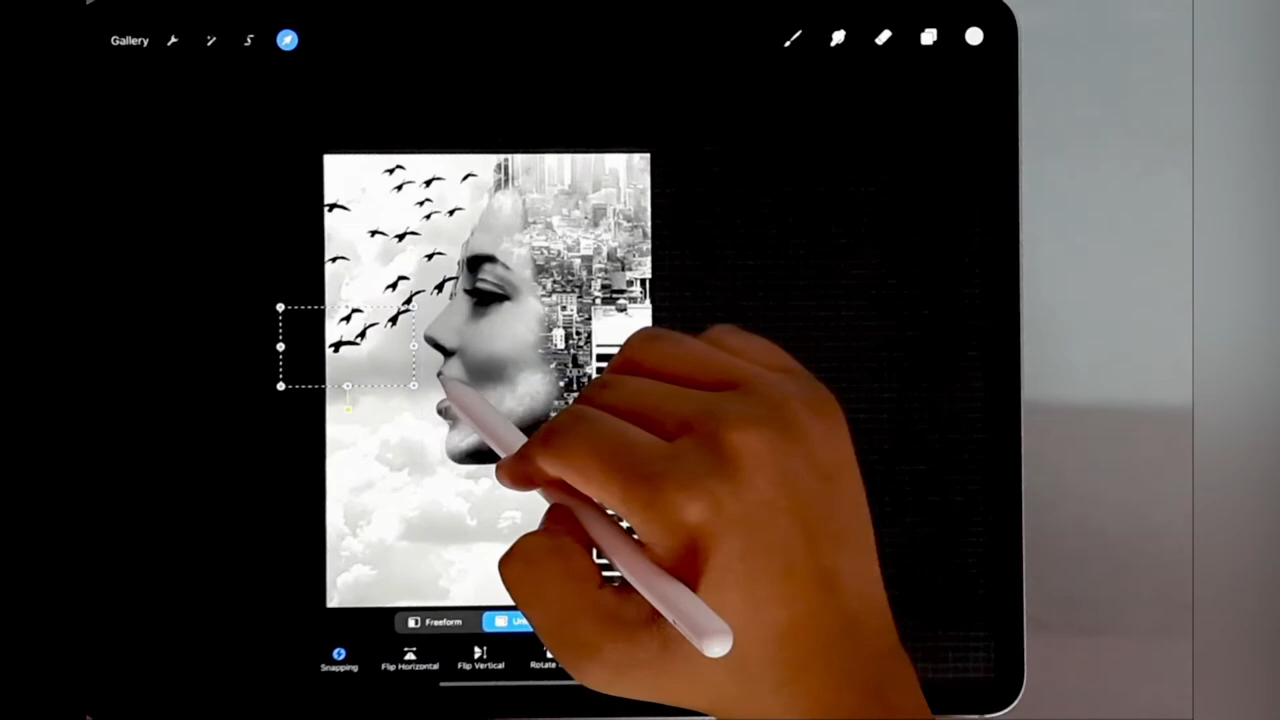 Gallery
Freeform
Snapping
Flip Horizontal
Flip Vertical
Rotate